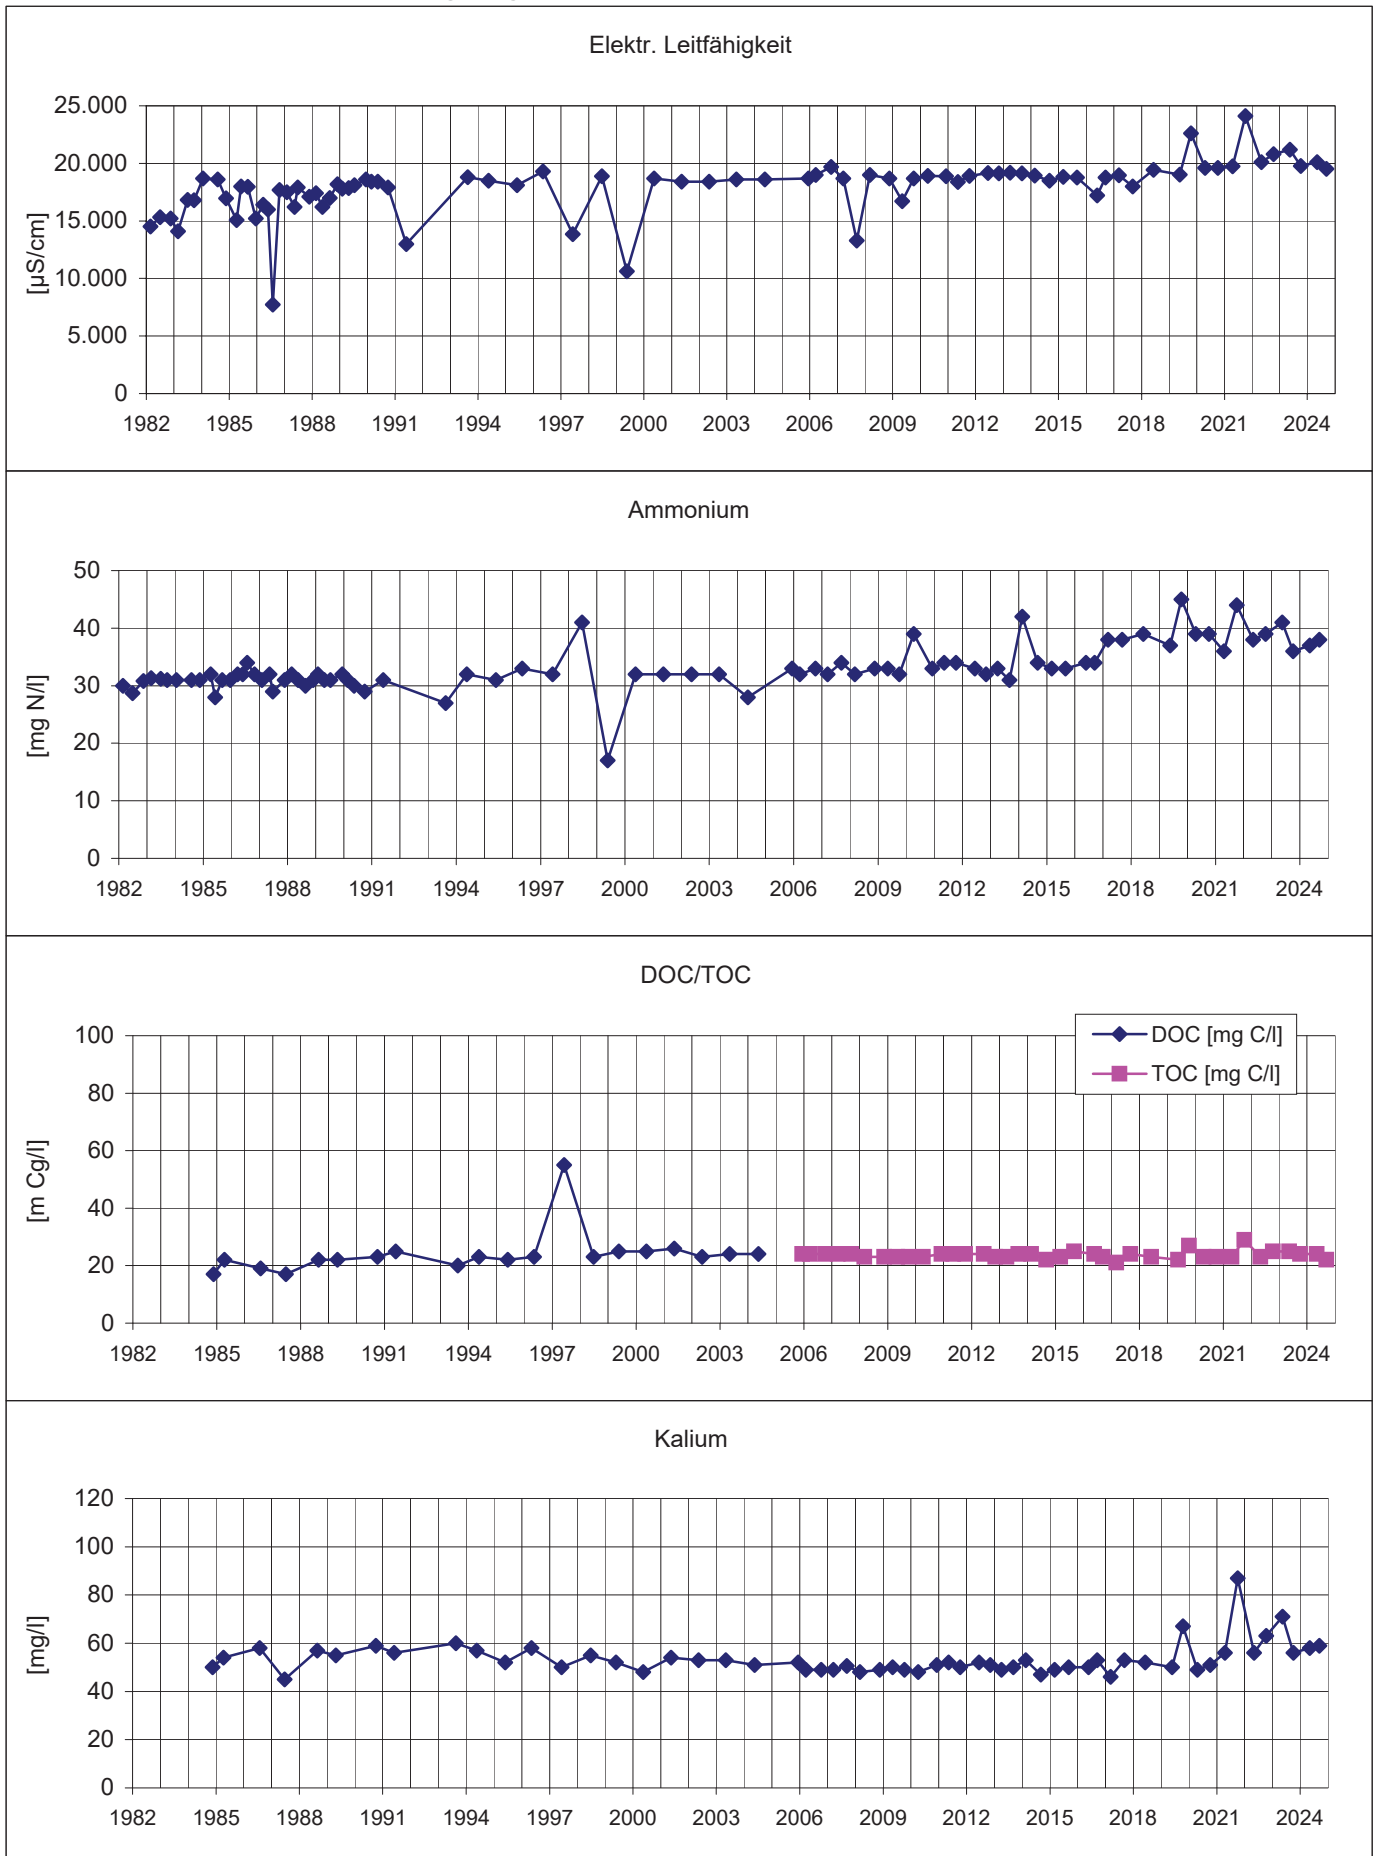 Elektr. Leitfähigkeit
25.000
20.000
15.000
10.000
5.000
0
[µS/cm]
1982 1985 1988 1991 1994 1997 2000 2003 2006 2009 2012 2015 2018 2021 2024
Ammonium
50
40
30
20
10
0
[mg N/l]
1982 1985 1988 1991 1994 1997 2000 2003 2006 2009 2012 2015 2018 2021 2024
DOC/TOC
DOC [mg C/l]
TOC [mg C/l]
100
80
60
40
20
0
[m Cg/l]
1982 1985 1988 1991 1994 1997 2000 2003 2006 2009 2012 2015 2018 2021 2024
Kalium
120
100
80
60
40
20
0
[mg/l]
1982 1985 1988 1991 1994 1997 2000 2003 2006 2009 2012 2015 2018 2021 2024